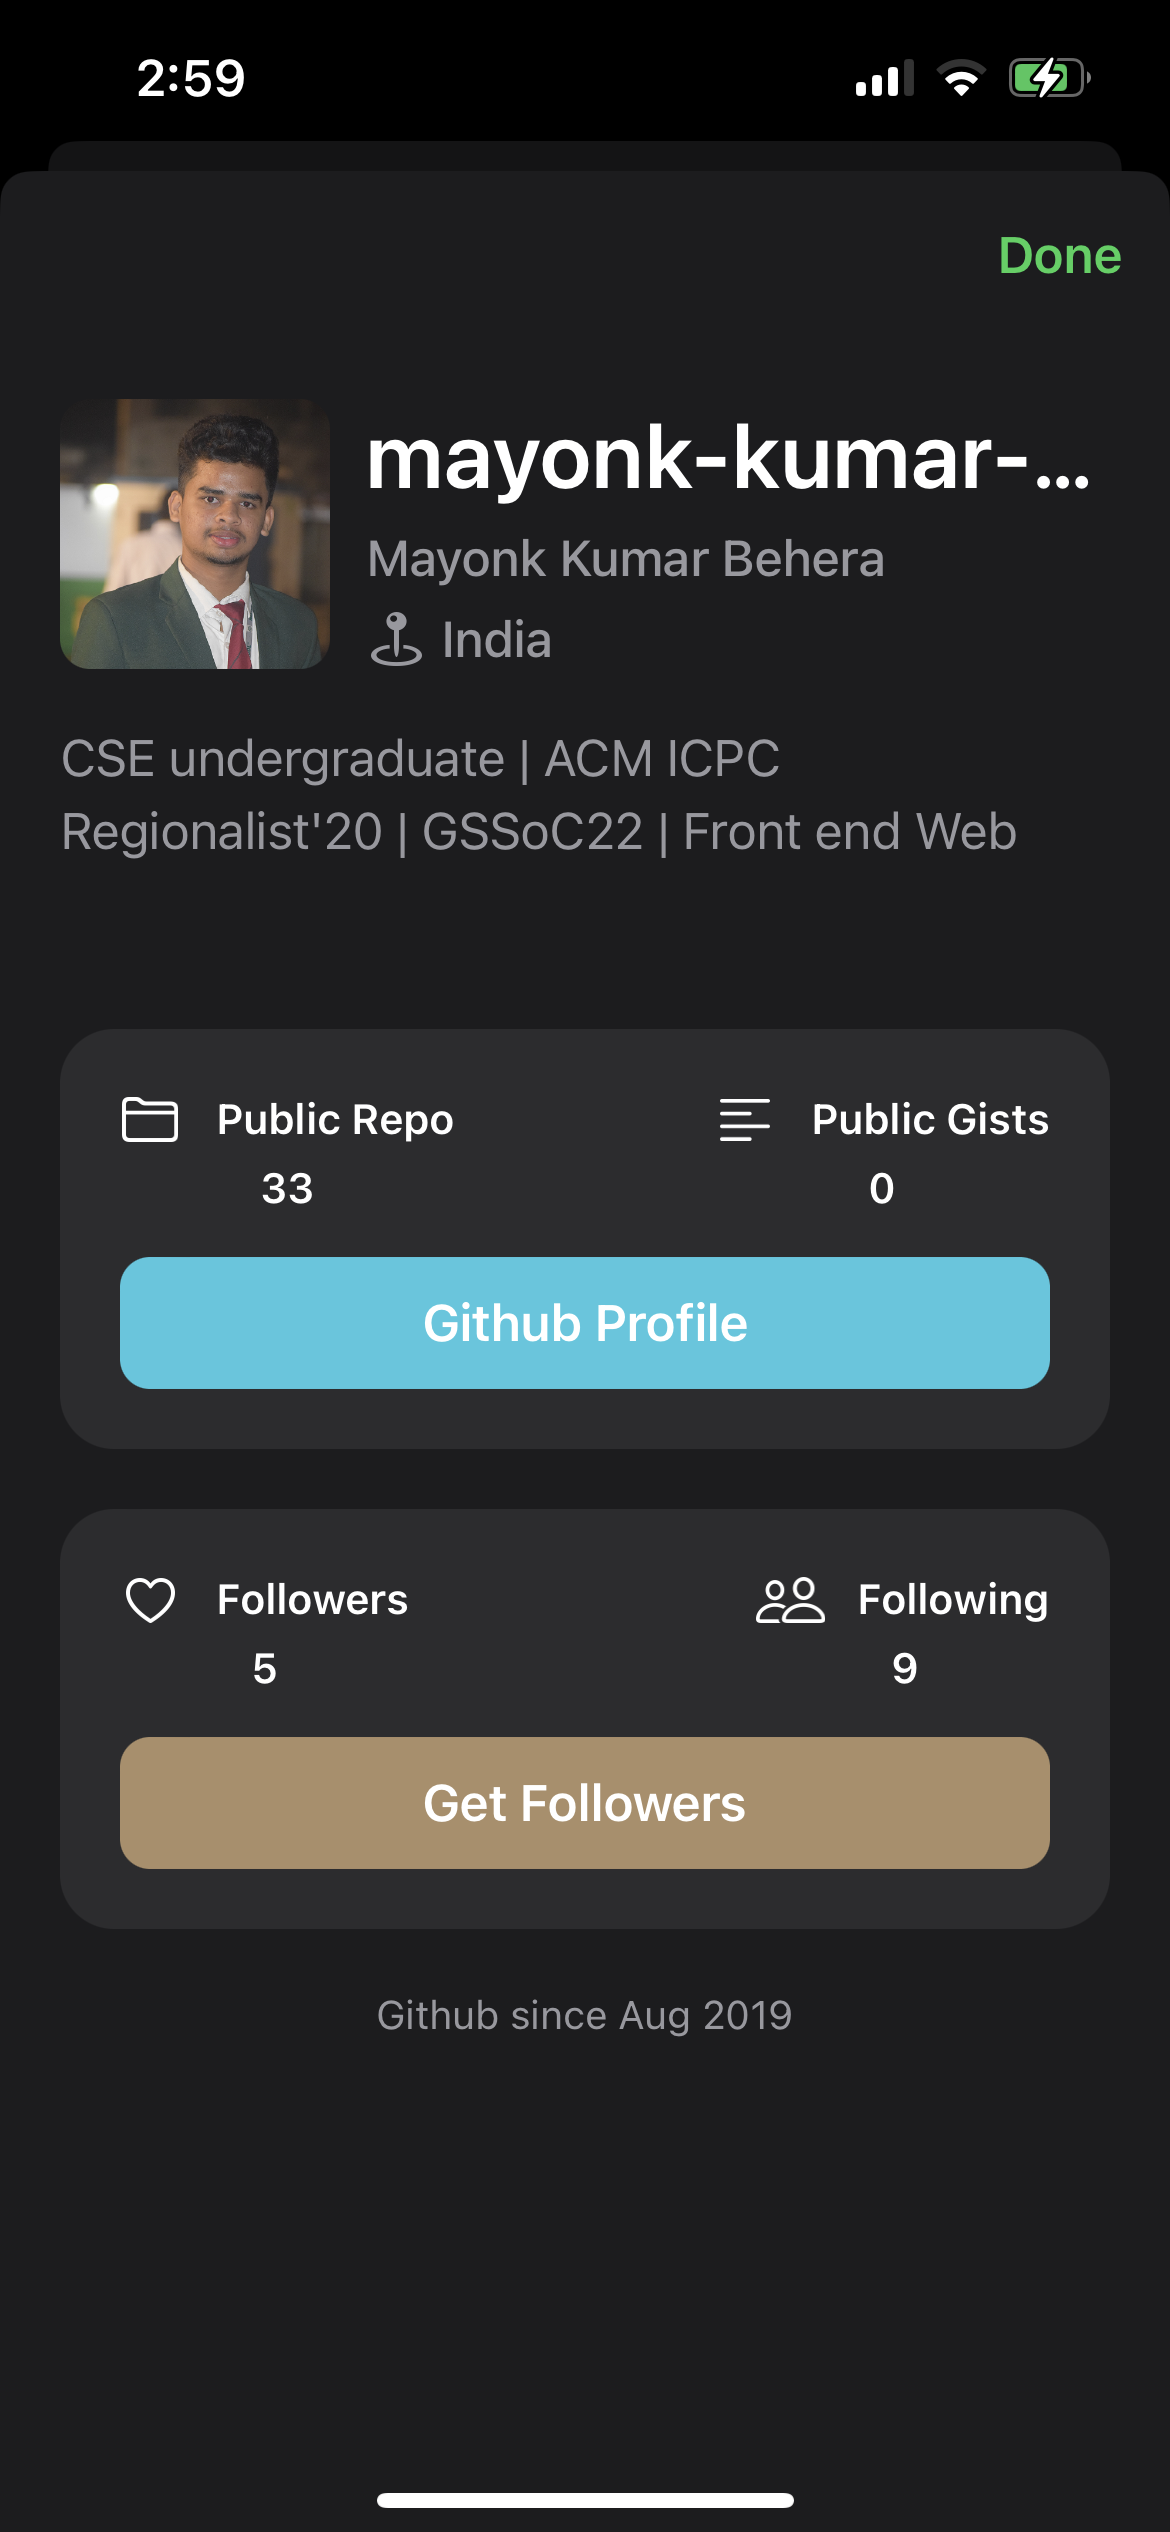 2:59
Done
mayonk-kumar-...
Mayonk Kumar Behera
India
CSE undergraduate | ACM ICPC
Regionalist'20 | GSSoC22 | Front end Web
Public Repo
Public Gists
33
0
Github Profile
Followers
Following
5
9
Get Followers
Github since Aug 2019